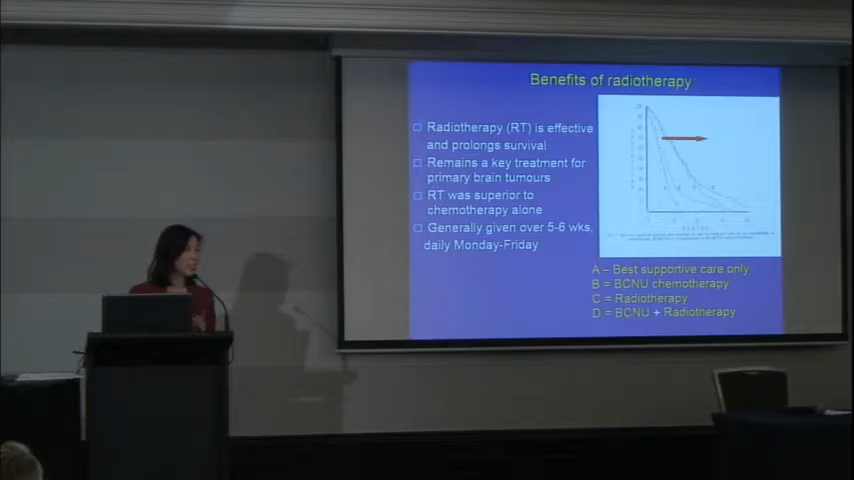 Benefits of radiotherapy
Radiotherapy (RT) is effective
and prolongs survival
Remains a key treatment for
primary brain tumours
RT was superior to
chemotherapy alone
Generally given over 5-6 wks,
daily Monday-Friday
A – Best supportive care only
B = BCNU chemotherapy
C = Radiotherapy
D = BCNU + Radiotherapy